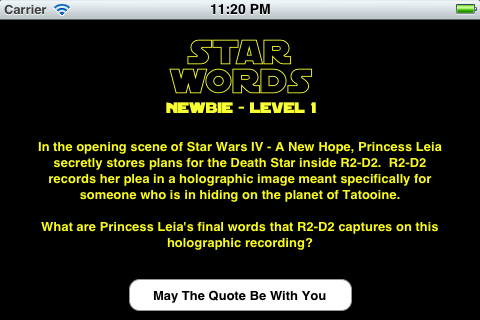 Carrier 11:20 PM
STAR
WORDS
NEWBIE - LEVEL 1
In the opening scene of Star Wars IV - A New Hope, Princess Leia
secretly stores plans for the Death Star inside R2-D2.  R2-D2
records her plea in a holographic image meant specifically for
someone who is in hiding on the planet of Tatooine.
What are Princess Leia's final words that R2-D2 captures on this
holographic recording?
May The Quote Be With You